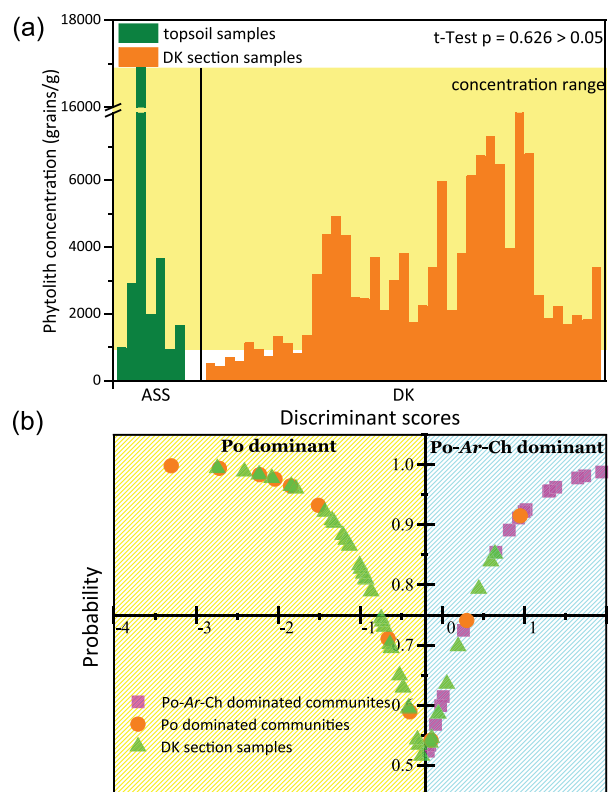 (a)
topsoil samples
DK section samples
t-Test p = 0.626 > 0.05
concentration range
Phytolith concentration (grains/g)
18000
16000
6000
4000
2000
0
ASS
DK
(b)
Discriminant scores
Po dominant
Po-Ar-Ch dominant
Probability
1.0
0.9
0.8
-4
-3
-2
-1
0
1
0.7
0.6
0.5
Po-Ar-Ch dominated communites
Po dominated communities
DK section samples